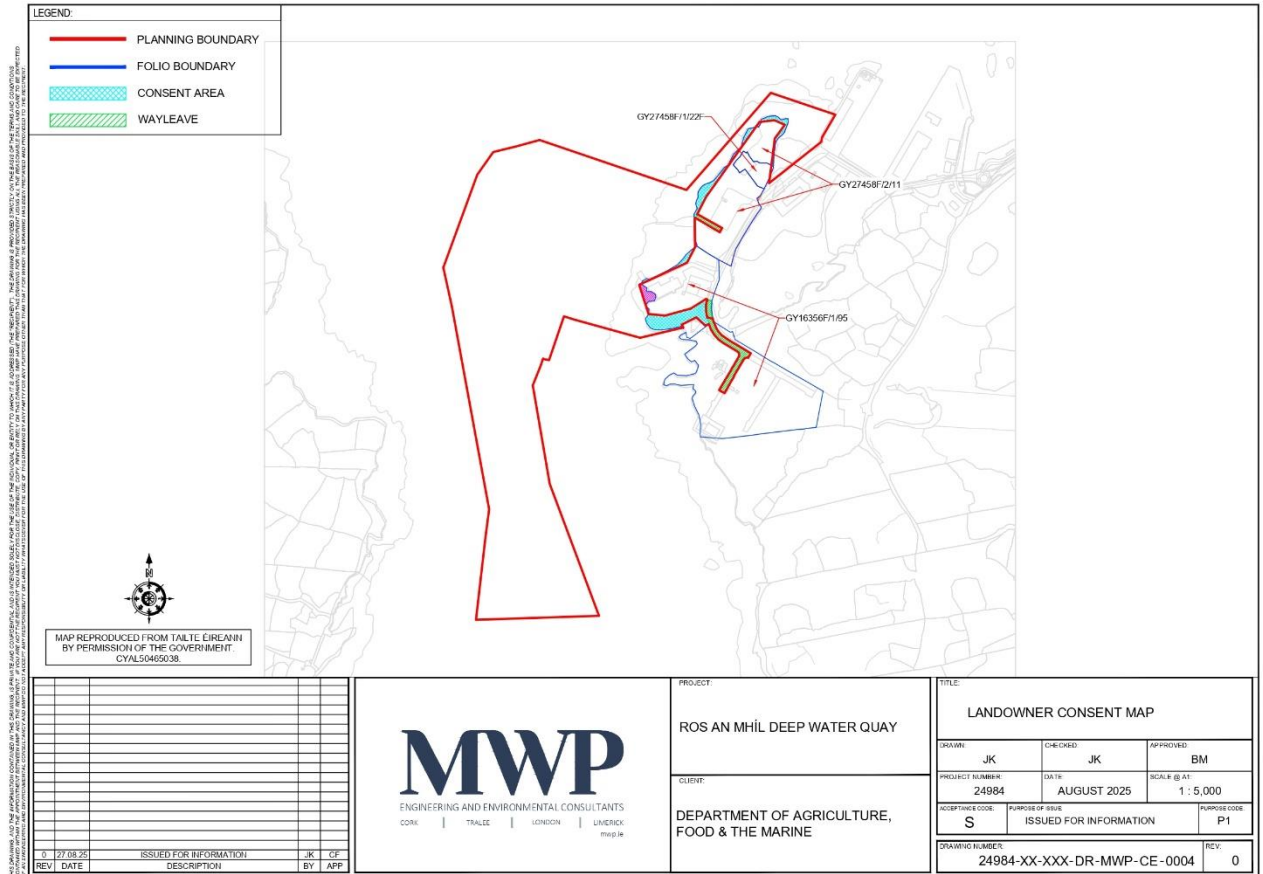 LEGEND:
PLANNING BOUNDARY
FOLIO BOUNDARY
CONSENT AREA
WAYLEAVE
GY27458F/1/22F
GY27458F/2/11
GY16356F/1/95
N
MAP REPRODUCED FROM TAILTE ÉIREANN
BY PERMISSION OF THE GOVERNMENT.
CYAL50465038.
0 27.08.25 ISSUED FOR INFORMATION JK CF
REV DATE DESCRIPTION BY APP
MWP
ENGINEERING AND ENVIRONMENTAL CONSULTANTS
CORK | TRALEE | LONDON | LIMERICK
mwp.ie
PROJECT:
ROS AN MHÍL DEEP WATER QUAY
CLIENT:
DEPARTMENT OF AGRICULTURE,
FOOD & THE MARINE
TITLE:
LANDOWNER CONSENT MAP
DRAWN: CHECKED: APPROVED:
JK JK BM
PROJECT NUMBER: DATE: SCALE @ A1:
24984 AUGUST 2025 1 : 5,000
ACCEPTANCE CODE: PURPOSE OF ISSUE: PURPOSE CODE:
S ISSUED FOR INFORMATION P1
DRAWING NUMBER: REV:
24984-XX-XXX-DR-MWP-CE-0004 0